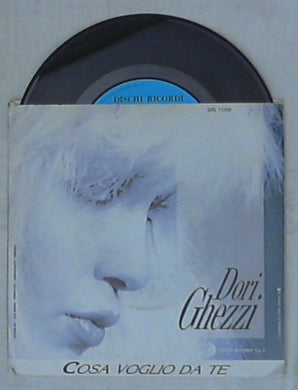 DISCHI RICORDI
Dori
Ghezzi
COSA VOGLIO DA TE